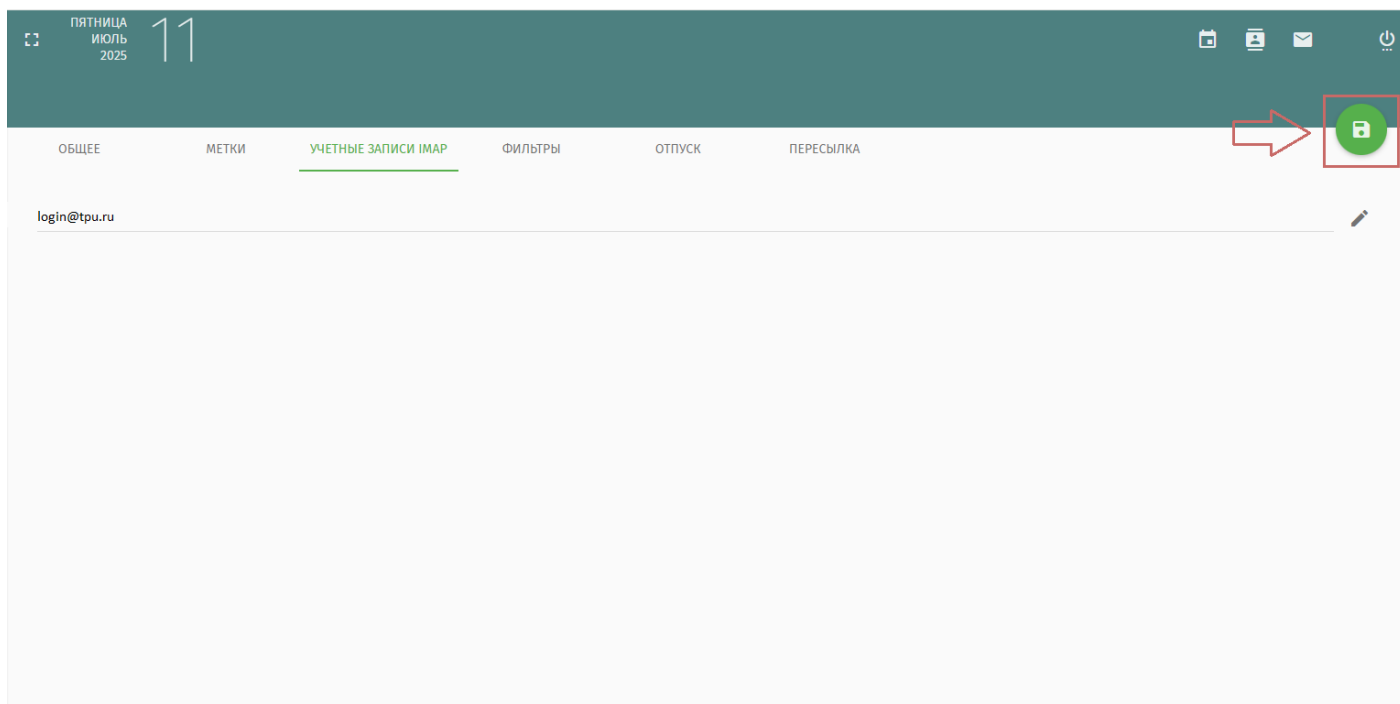 ПЯТНИЦА
ИЮЛЬ
2025
11
ОБЩЕЕ МЕТКИ УЧЕТНЫЕ ЗАПИСИ IMAP ФИЛЬТРЫ ОТПУСК ПЕРЕСЫЛКА
login@tpu.ru